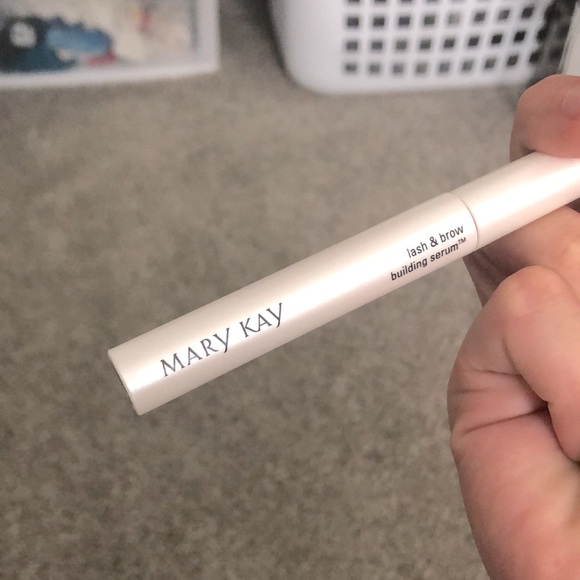 MARY KAY
lash & brow
building serum™